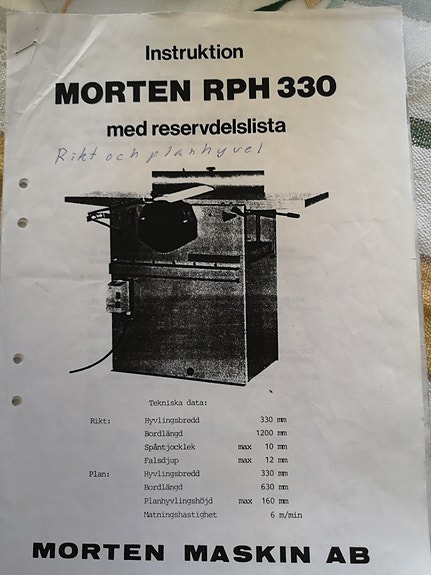 Instruktion
MORTEN RPH 330
med reservdelslista
Rikt och planhyvel
Tekniska data:
Rikt: Hyvlingsbredd 330 mm
Bordlängd 1200 mm
Spåntjocklek max 10 mm
Falsdjup max 12 mm
Plan: Hyvlingsbredd 330 mm
Bordlängd 630 mm
Planhyvlingshöjd max 160 mm
Matningshastighet 6 m/min
MORTEN MASKIN AB